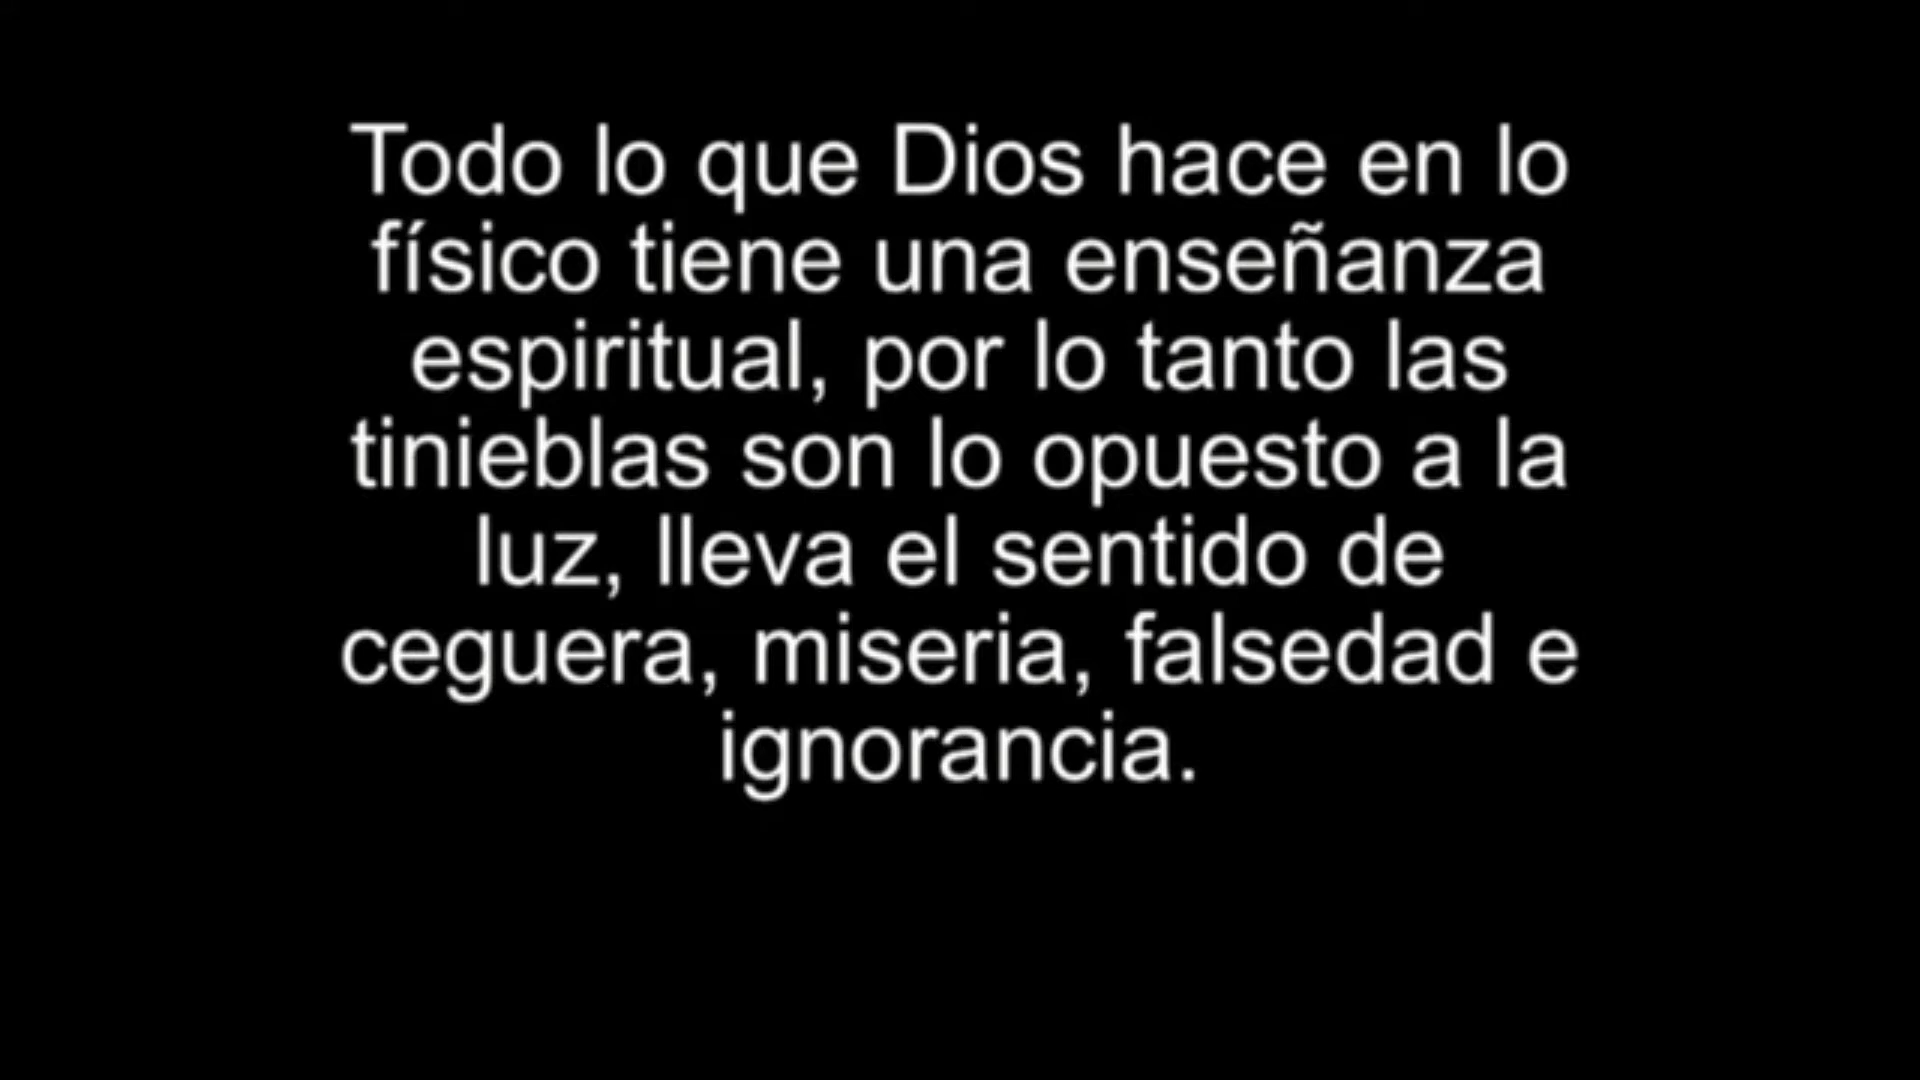 Todo lo que Dios hace en lo
físico tiene una enseñanza
espiritual, por lo tanto las
tinieblas son lo opuesto a la
luz, lleva el sentido de
ceguera, miseria, falsedad e
ignorancia.